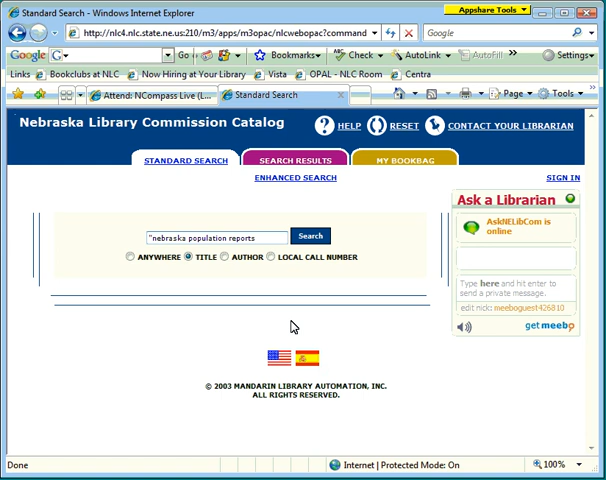 Standard Search - Windows Internet Explorer
Appshare Tools
http://nlc4.nlc.state.ne.us:210/m3/apps/m3opac/nlcwebopac?command
Google
Google G Go Bookmarks Check AutoLink AutoFill Settings
Links Bookclubs at NLC Now Hiring at Your Library Vista OPAL - NLC Room Centra
Attend: NCompass Live (L... Standard Search Page Tools
Nebraska Library Commission Catalog
HELP RESET CONTACT YOUR LIBRARIAN
STANDARD SEARCH SEARCH RESULTS MY BOOKBAG
ENHANCED SEARCH SIGN IN
Ask a Librarian
AskNELibCom is
online
"nebraska population reports Search
ANYWHERE TITLE AUTHOR LOCAL CALL NUMBER
Type here and hit enter to
send a private message.
edit nick: meeboguest426810
get meebo
© 2003 MANDARIN LIBRARY AUTOMATION, INC.
ALL RIGHTS RESERVED.
Done Internet | Protected Mode: On 100%